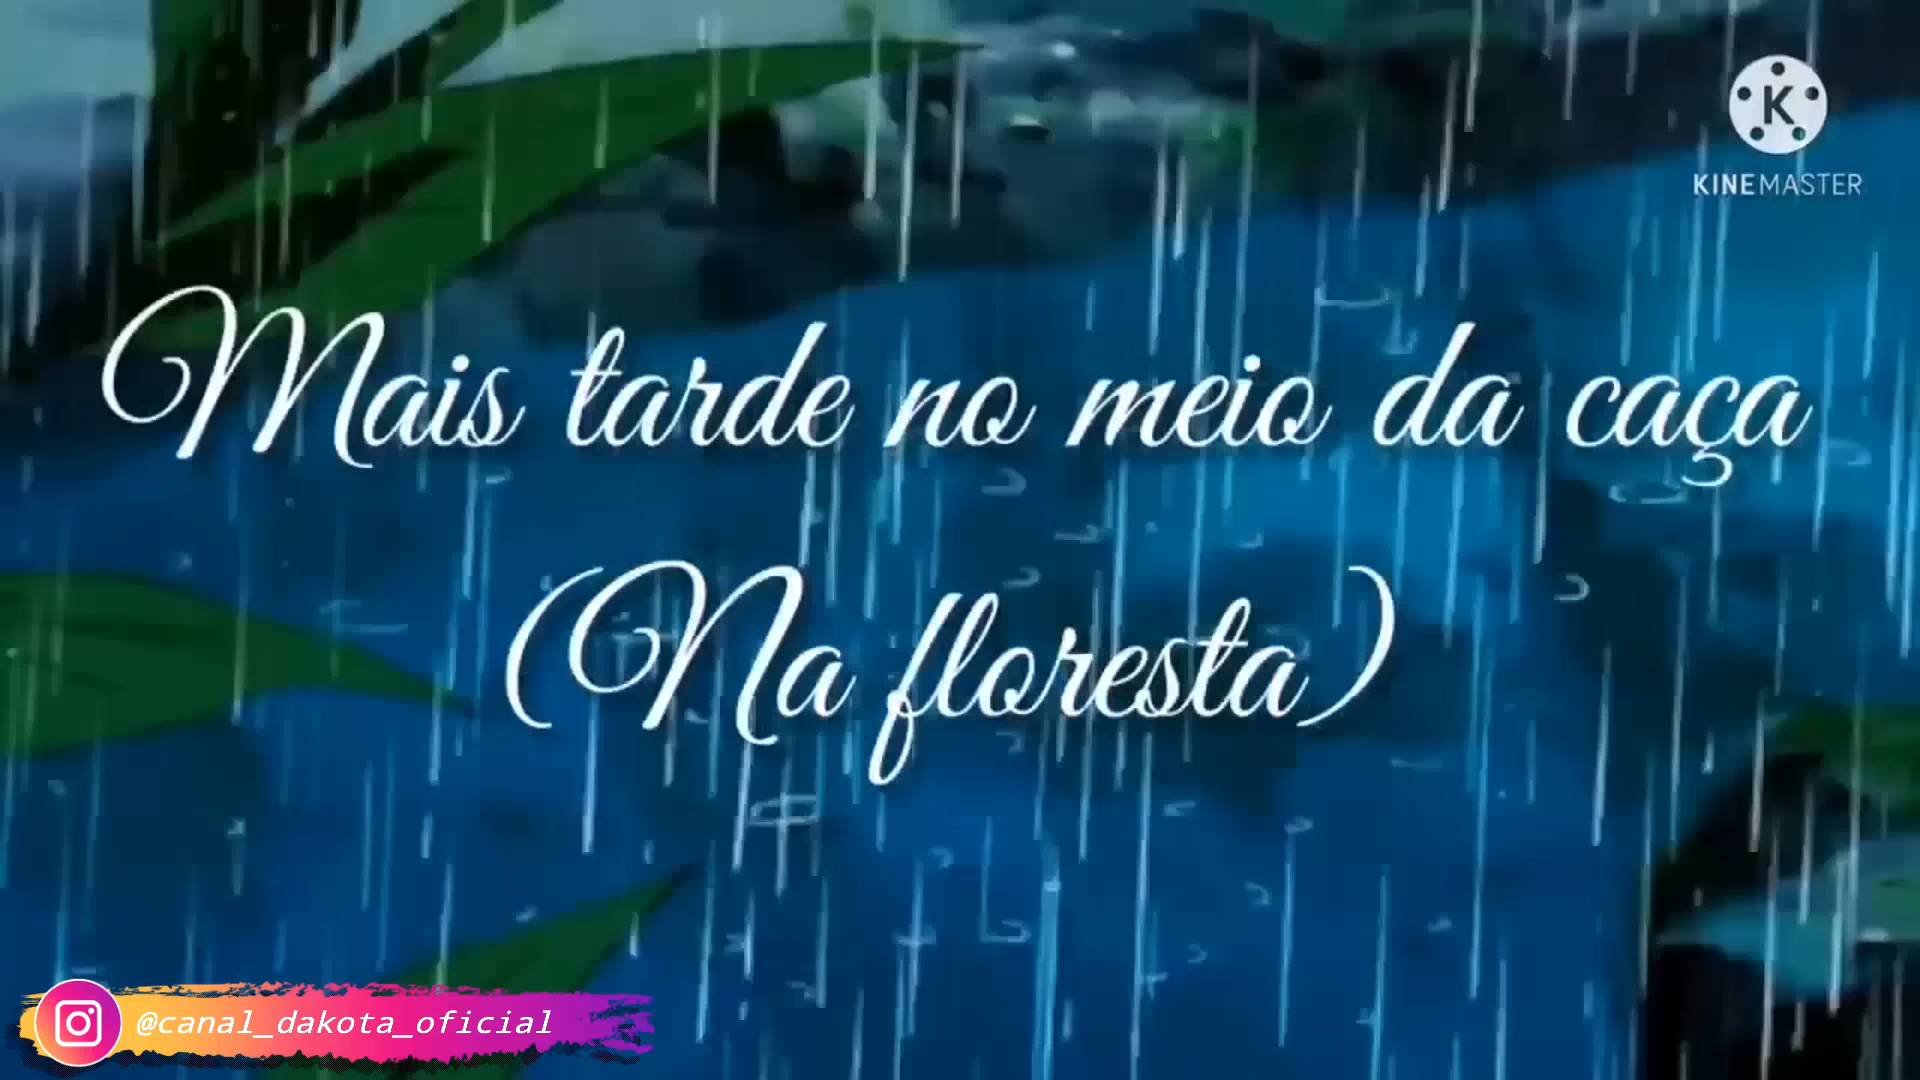 K
KINEMASTER
Mais tarde no meio da caça
(Na floresta)
@canal_dakota_oficial